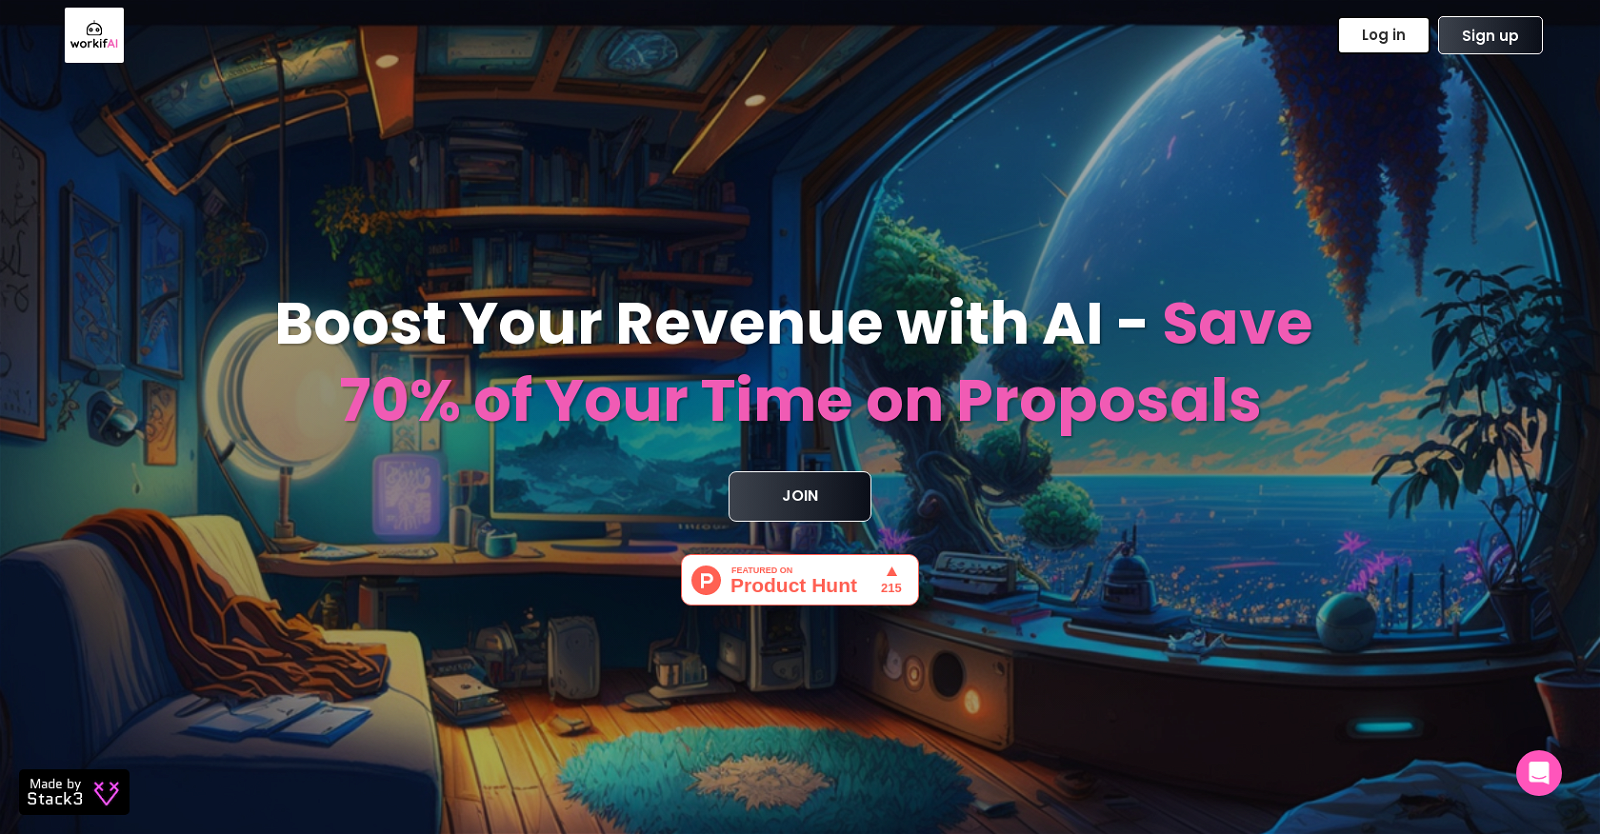 workifAI
Log in
Sign up
Boost Your Revenue with AI - Save
70% of Your Time on Proposals
JOIN
P
FEATURED ON
Product Hunt
▲
215
Made by
Stack3